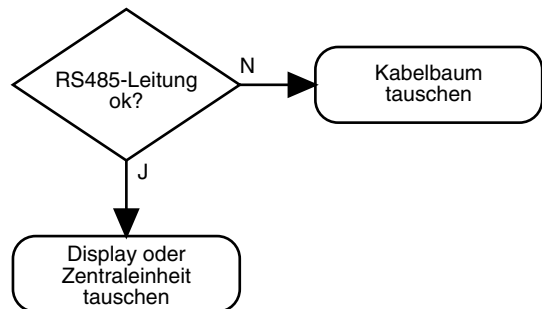 RS485-Leitung
ok?
N
Kabelbaum
tauschen
J
Display oder
Zentraleinheit
tauschen